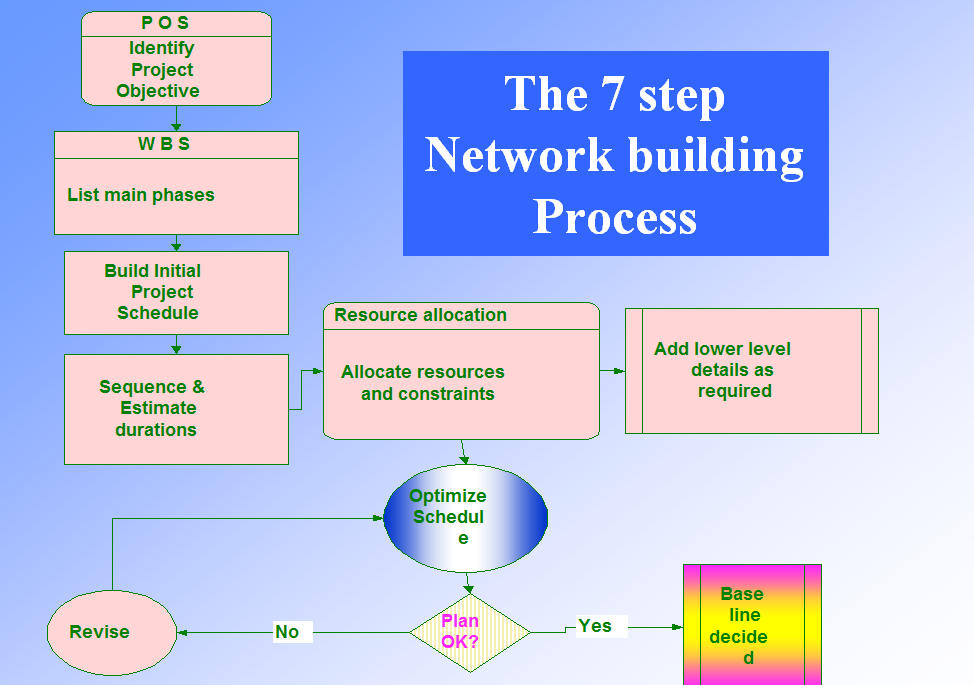 P O S
Identify
Project
Objective
The 7 step
Network building
Process
W B S
List main phases
Build Initial
Project
Schedule
Resource allocation
Allocate resources
and constraints
Add lower level
details as
required
Sequence &
Estimate
durations
Optimize
Schedul
e
Plan
OK?
No
Revise
Yes
Base
line
decide
d